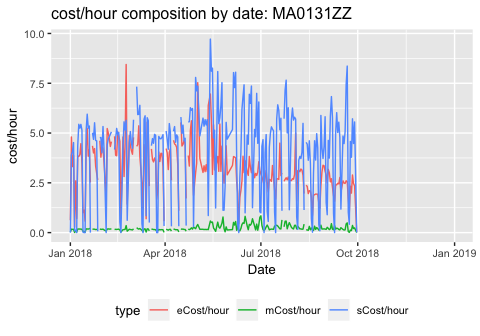 cost/hour composition by date: MA0131ZZ
cost/hour
10.0
7.5
5.0
2.5
0.0
Jan 2018 Apr 2018 Jul 2018 Oct 2018 Jan 2019
Date
type eCost/hour mCost/hour sCost/hour